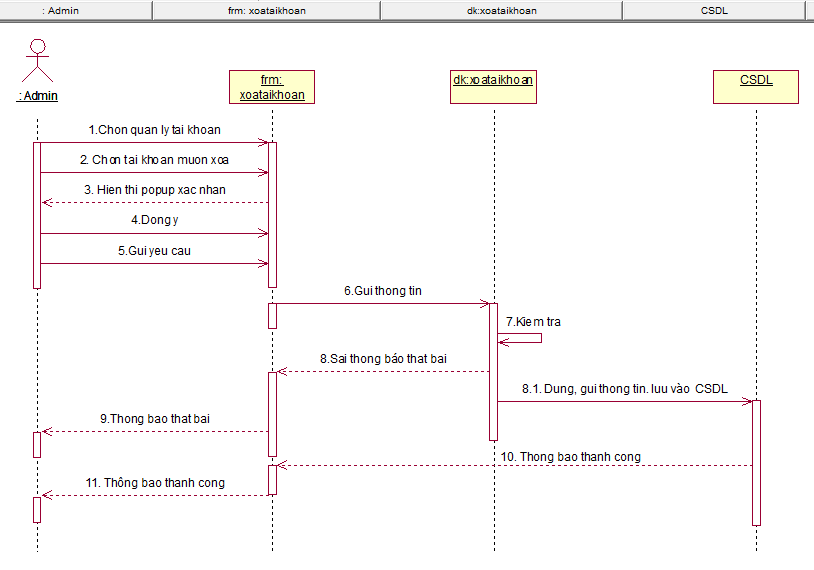 : Admin
frm: xoataikhoan
dk:xoataikhoan
CSDL
: Admin
frm:
xoataikhoan
dk:xoataikhoan
CSDL
1.Chon quan ly tai khoan
2. Chon tai khoan muon xoa
3. Hien thi popup xac nhan
4.Dong y
5.Gui yeu cau
6.Gui thong tin
7.Kiem tra
8.Sai thong báo that bai
8.1. Dung, gui thong tin. luu vào CSDL
9.Thong bao that bai
10. Thong bao thanh cong
11. Thông bao thanh cong